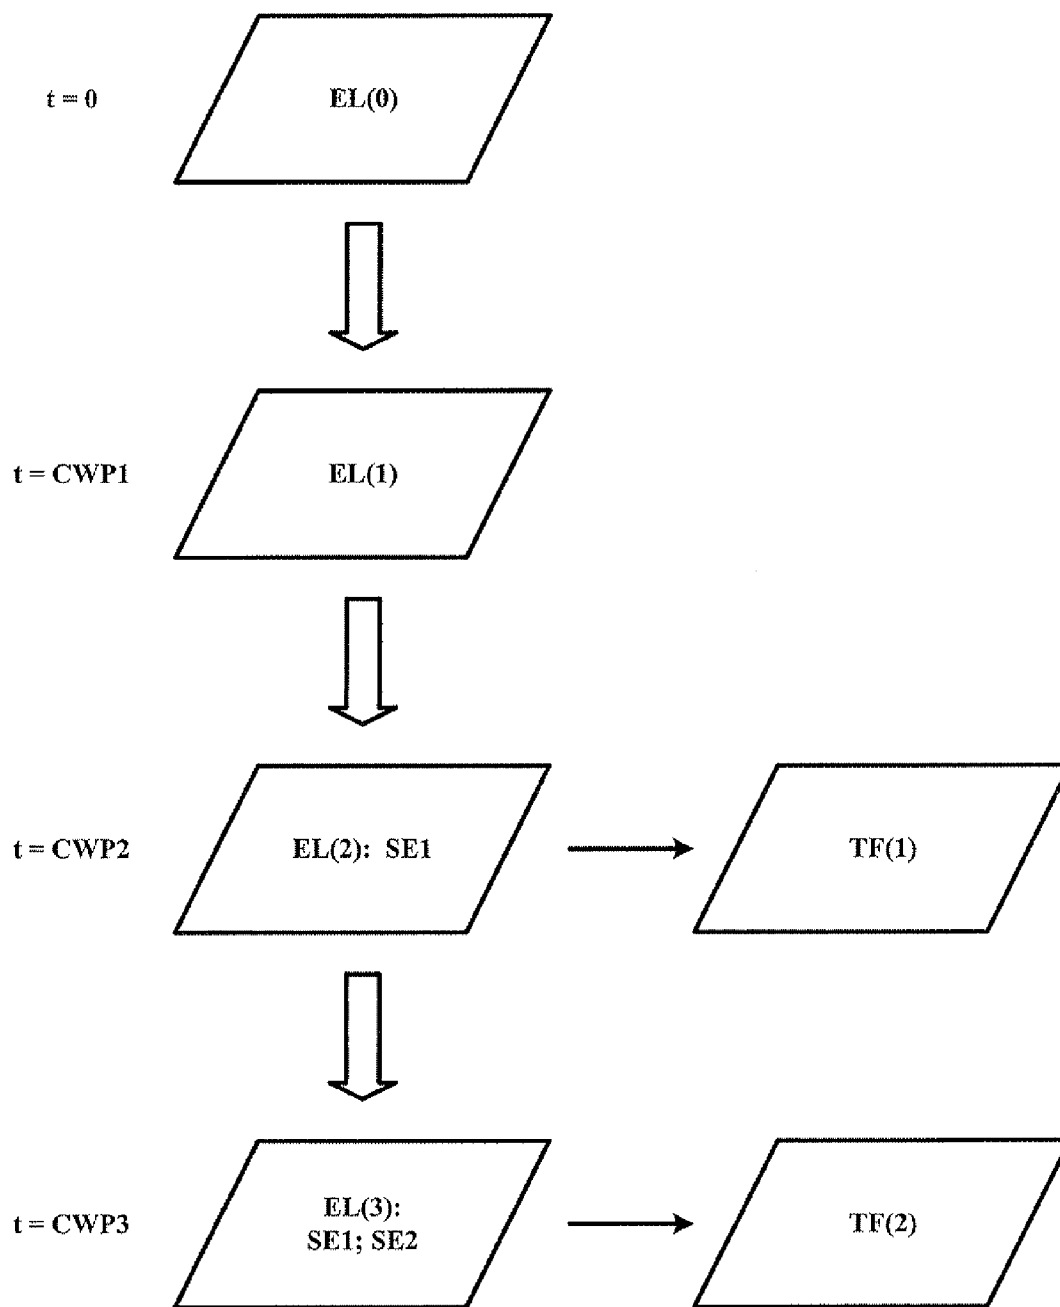 t = 0
EL(0)
t = CWP1
EL(1)
t = CWP2
EL(2): SE1
TF(1)
t = CWP3
EL(3):
SE1; SE2
TF(2)